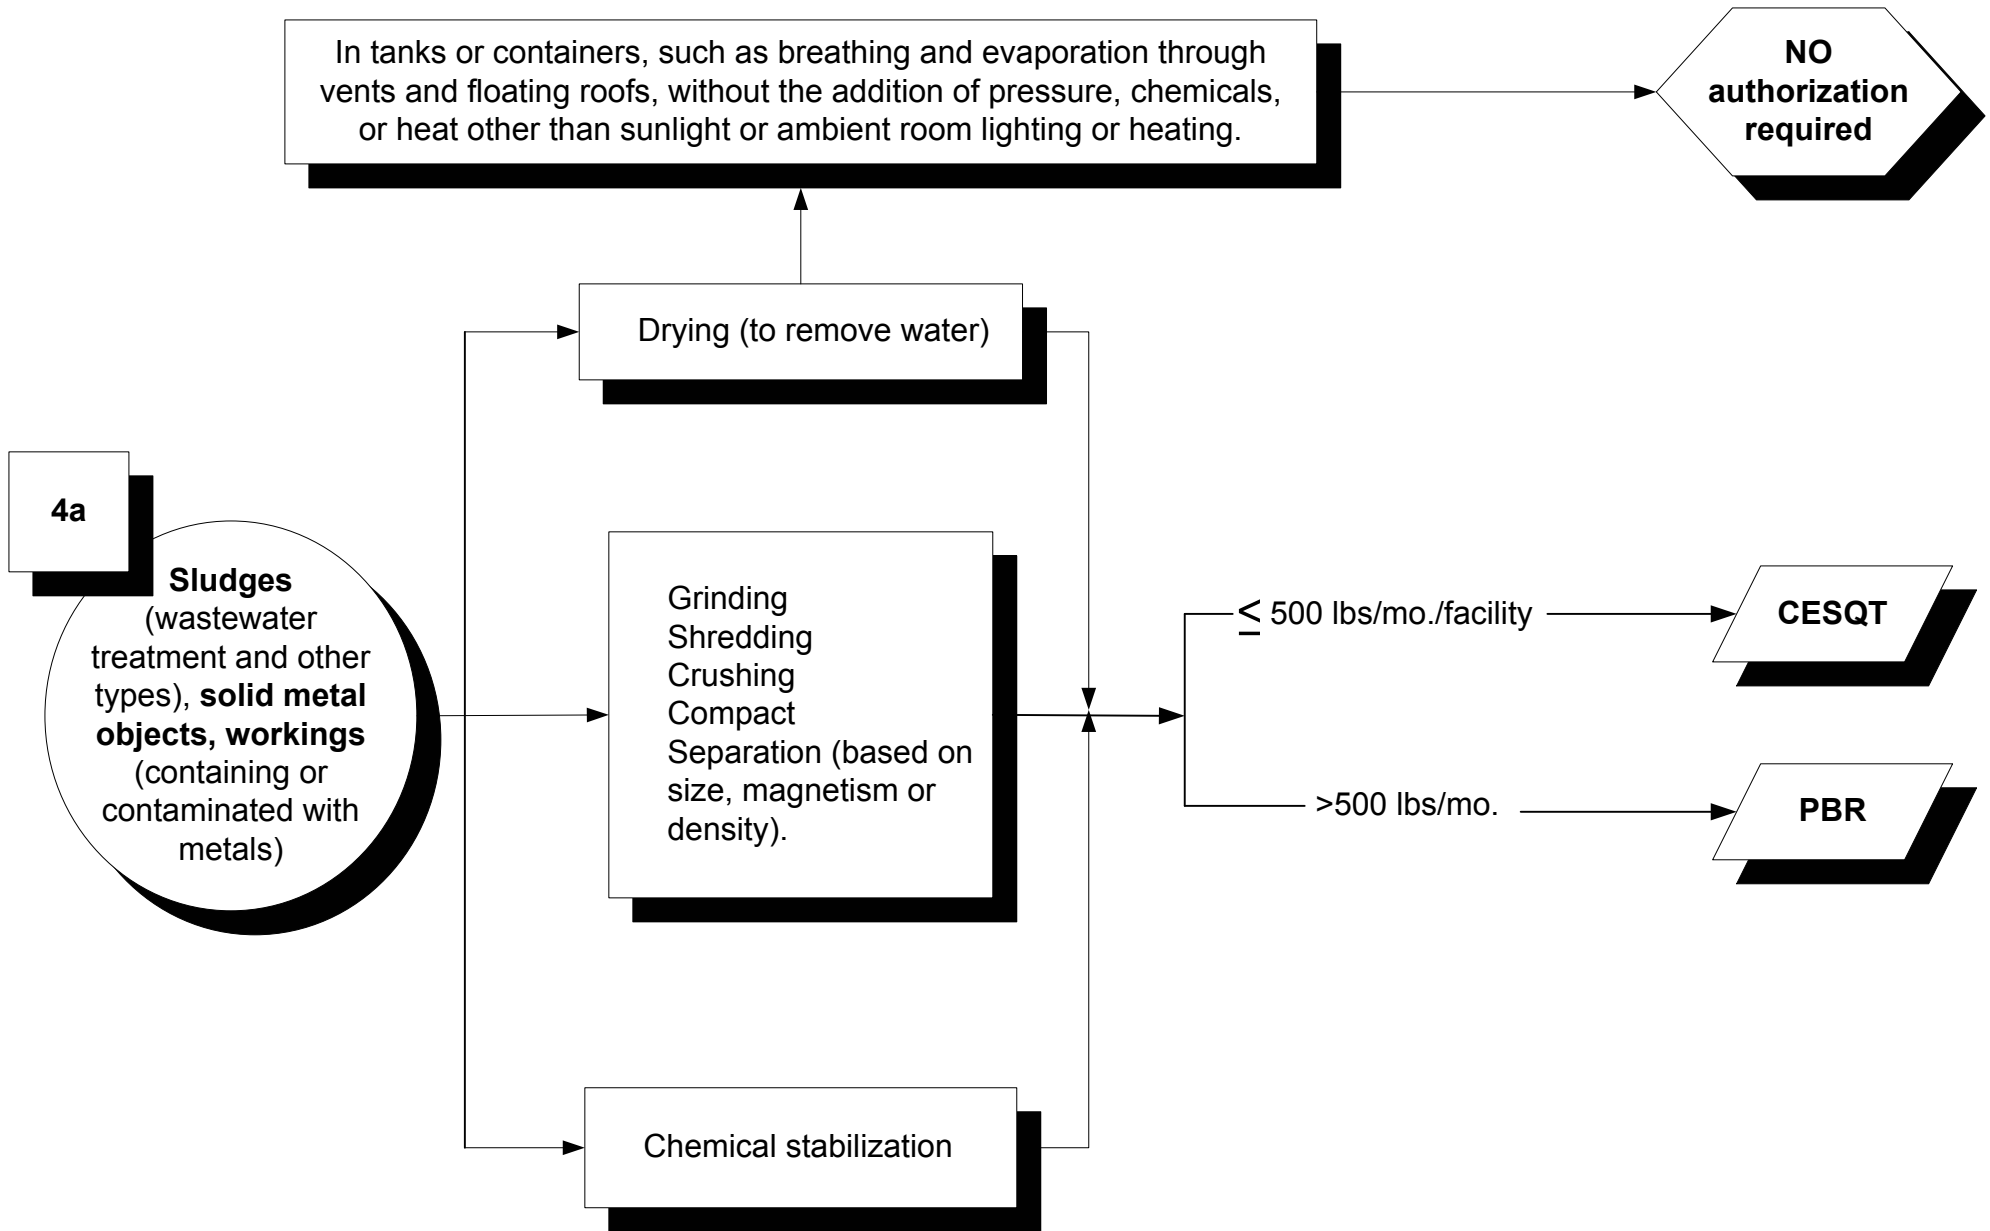 In tanks or containers, such as breathing and evaporation through
vents and floating roofs, without the addition of pressure, chemicals,
or heat other than sunlight or ambient room lighting or heating.
NO
authorization
required
Drying (to remove water)
4a
Sludges
(wastewater
treatment and other
types), solid metal
objects, workings
(containing or
contaminated with
metals)
Grinding
Shredding
Crushing
Compact
Separation (based on
size, magnetism or
density).
≤ 500 lbs/mo./facility
CESQT
>500 lbs/mo.
PBR
Chemical stabilization